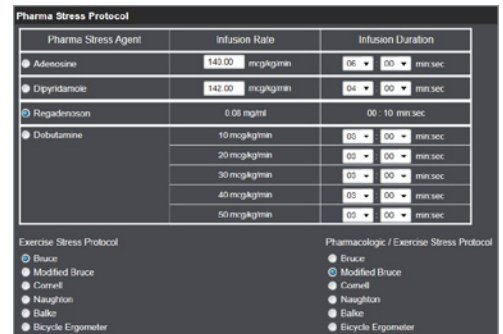 Pharma Stress Protocol
Pharma Stress Agent Infusion Rate Infusion Duration
Adenosine 140.00 mcg/kg/min 06 : 00 min:sec
Dipyridamole 142.00 mcg/kg/min 04 : 00 min:sec
Regadenoson 0.08 mg/ml 00 : 10 min:sec
Dobutamine 10 mcg/kg/min 03 : 00 min:sec
20 mcg/kg/min 03 : 00 min:sec
30 mcg/kg/min 03 : 00 min:sec
40 mcg/kg/min 03 : 00 min:sec
50 mcg/kg/min 03 : 00 min:sec
Exercise Stress Protocol Pharmacologic / Exercise Stress Protocol
Bruce Bruce
Modified Bruce Modified Bruce
Cornell Cornell
Naughton Naughton
Balke Balke
Bicycle Ergometer Bicycle Ergometer